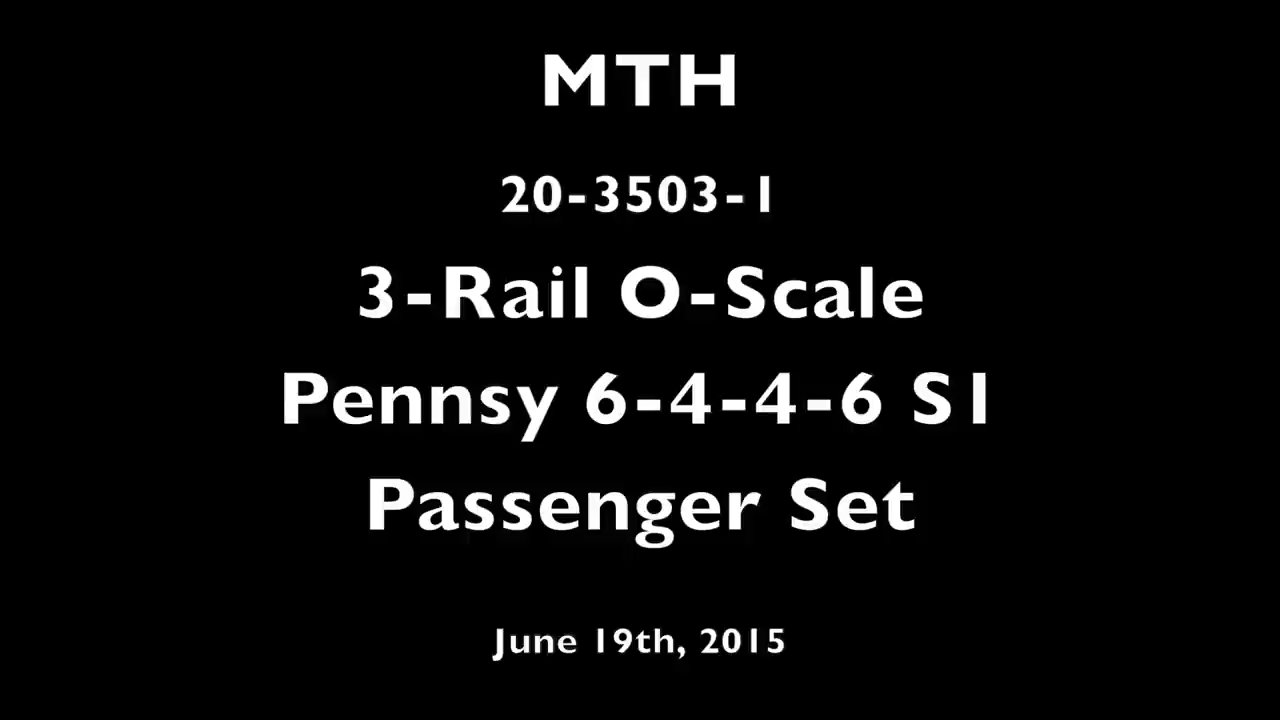 MTH
20-3503-1
3-Rail O-Scale
Pennsy 6-4-4-6 S1
Passenger Set
June 19th, 2015